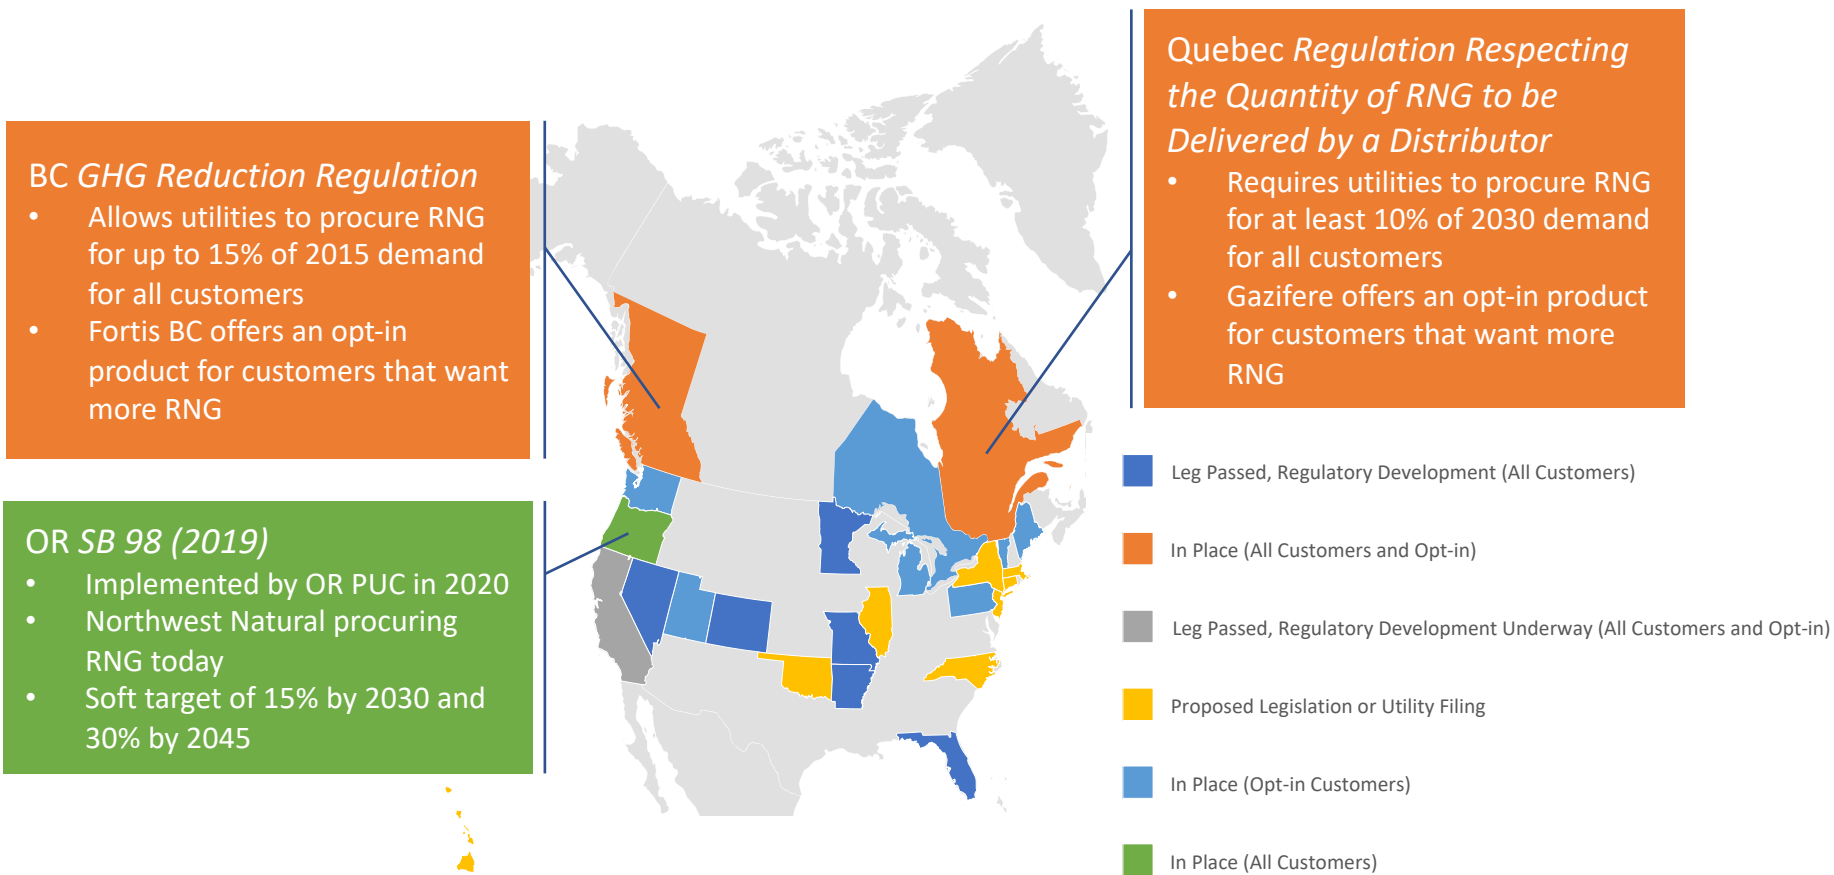 BC GHG Reduction Regulation
• Allows utilities to procure RNG
for up to 15% of 2015 demand
for all customers
• Fortis BC offers an opt-in
product for customers that want
more RNG
OR SB 98 (2019)
• Implemented by OR PUC in 2020
• Northwest Natural procuring
RNG today
• Soft target of 15% by 2030 and
30% by 2045
Quebec Regulation Respecting
the Quantity of RNG to be
Delivered by a Distributor
• Requires utilities to procure RNG
for at least 10% of 2030 demand
for all customers
• Gazifere offers an opt-in product
for customers that want more
RNG
Leg Passed, Regulatory Development (All Customers)
In Place (All Customers and Opt-in)
Leg Passed, Regulatory Development Underway (All Customers and Opt-in)
Proposed Legislation or Utility Filing
In Place (Opt-in Customers)
In Place (All Customers)